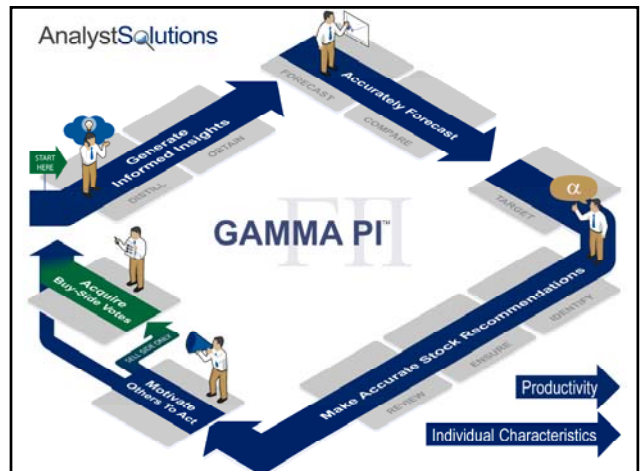 AnalystSolutions
START
HERE
Generate
Informed Insights
DISTILL
OBTAIN
FORECAST
COMPARE
Accurately Forecast
TARGET
α
GAMMA PI™
ΓΠ
IDENTIFY
ENSURE
REVIEW
Make Accurate Stock Recommendations
Acquire
Buy-Side Votes
SELL-SIDE ONLY
Motivate
Others To Act
Productivity
Individual Characteristics